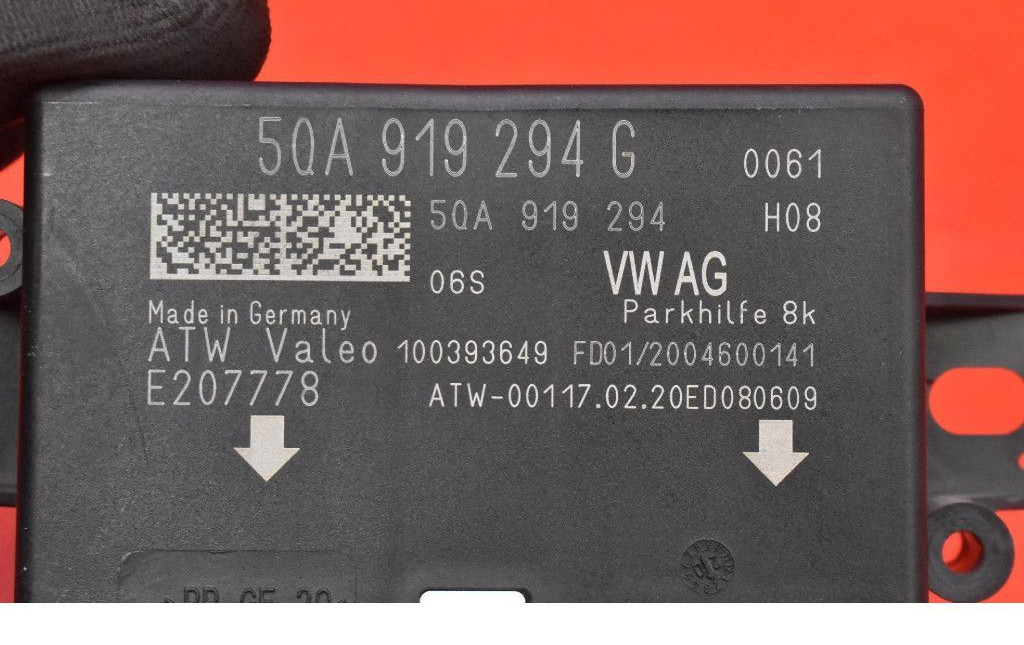 5QA 919 294 G 0061
5QA 919 294 H08
06S VW AG
Made in Germany Parkhilfe 8k
ATW Valeo 100393649 FD01/2004600141
E207778 ATW-00117.02.20ED080609